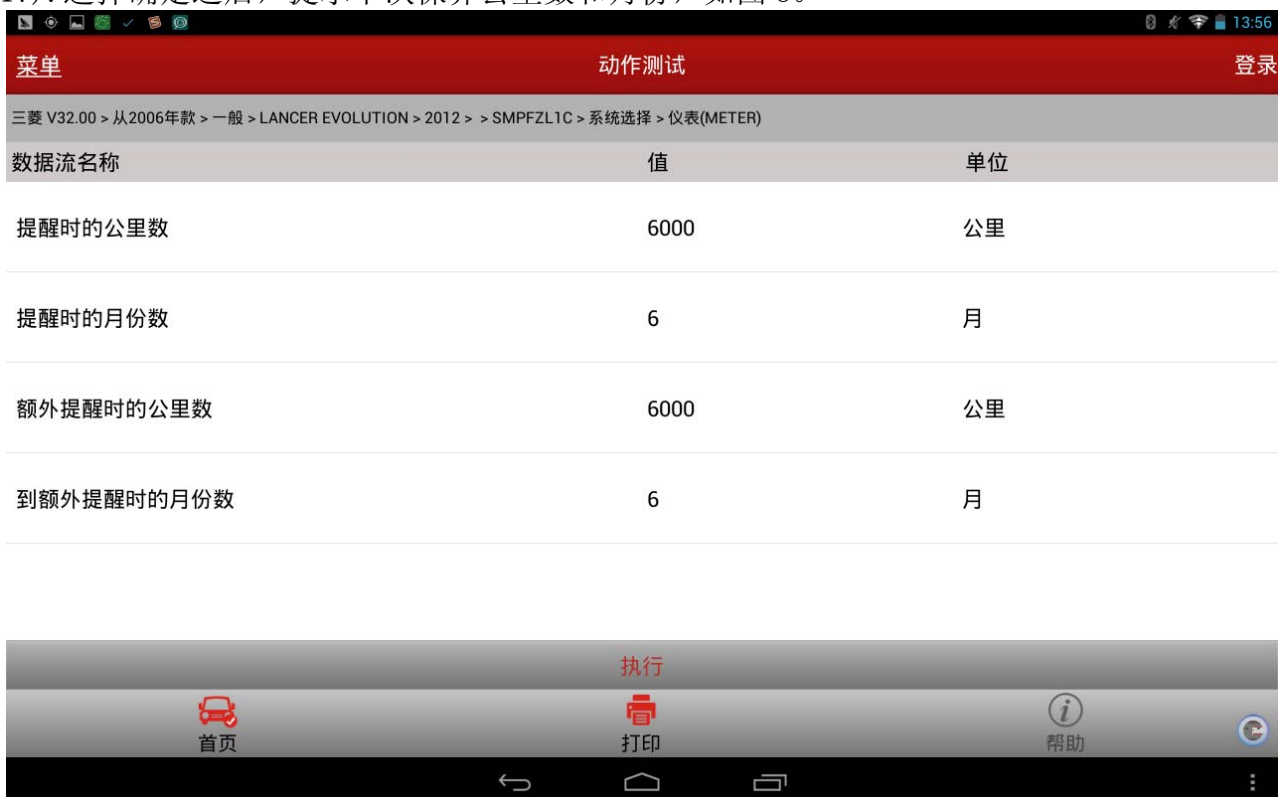 13:56
菜单 动作测试 登录
三菱 V32.00 > 从2006年款 > 一般 > LANCER EVOLUTION > 2012 > > SMPFZL1C > 系统选择 > 仪表(METER)
数据流名称 值 单位
提醒时的公里数 6000 公里
提醒时的月份数 6 月
额外提醒时的公里数 6000 公里
到额外提醒时的月份数 6 月
执行
首页 打印 帮助